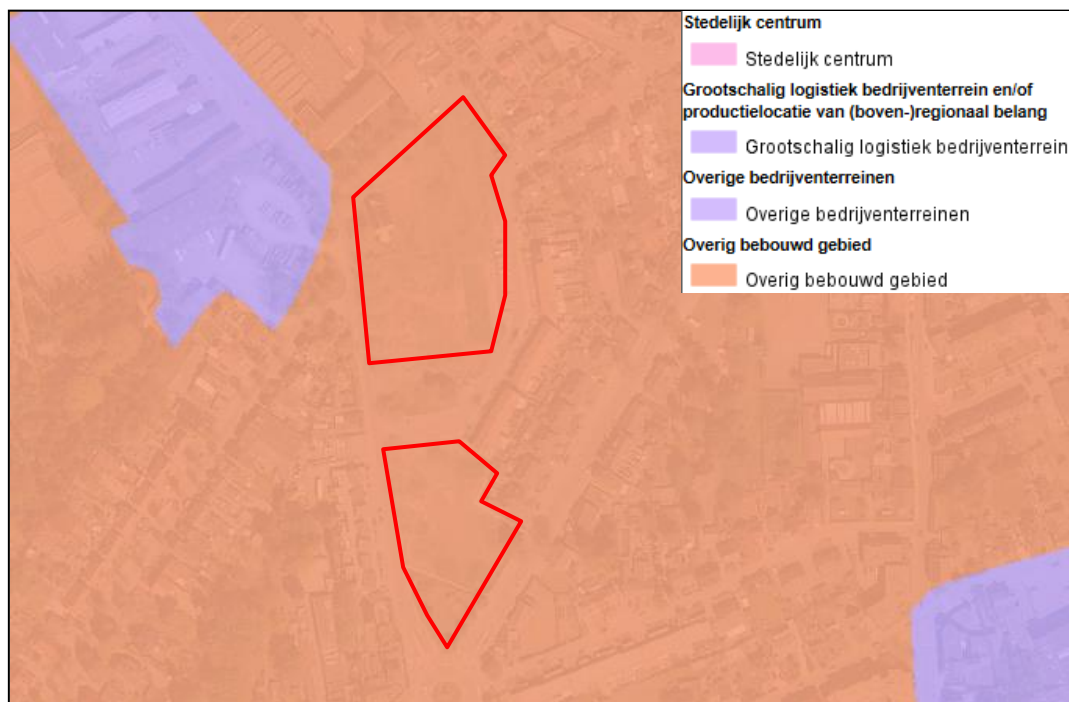 Stedelijk centrum
Stedelijk centrum
Grootschalig logistiek bedrijventerrein en/of
productielocatie van (boven-)regionaal belang
Grootschalig logistiek bedrijventerrein
Overige bedrijventerreinen
Overige bedrijventerreinen
Overig bebouwd gebied
Overig bebouwd gebied